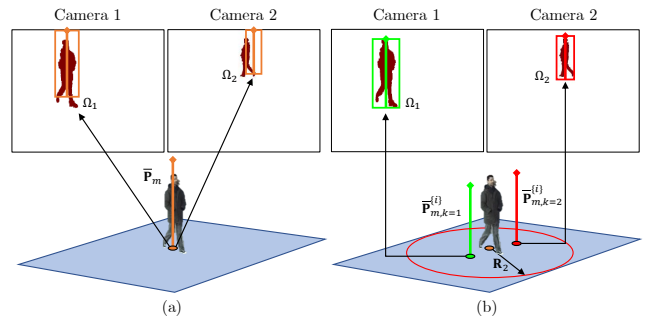 Camera 1
Camera 2
Ω₁
Ω₂
P̅ₘ
(a)
Camera 1
Camera 2
Ω₁
Ω₂
P̅^{i}_{m,k=1}
P̅^{i}_{m,k=2}
R₂
(b)